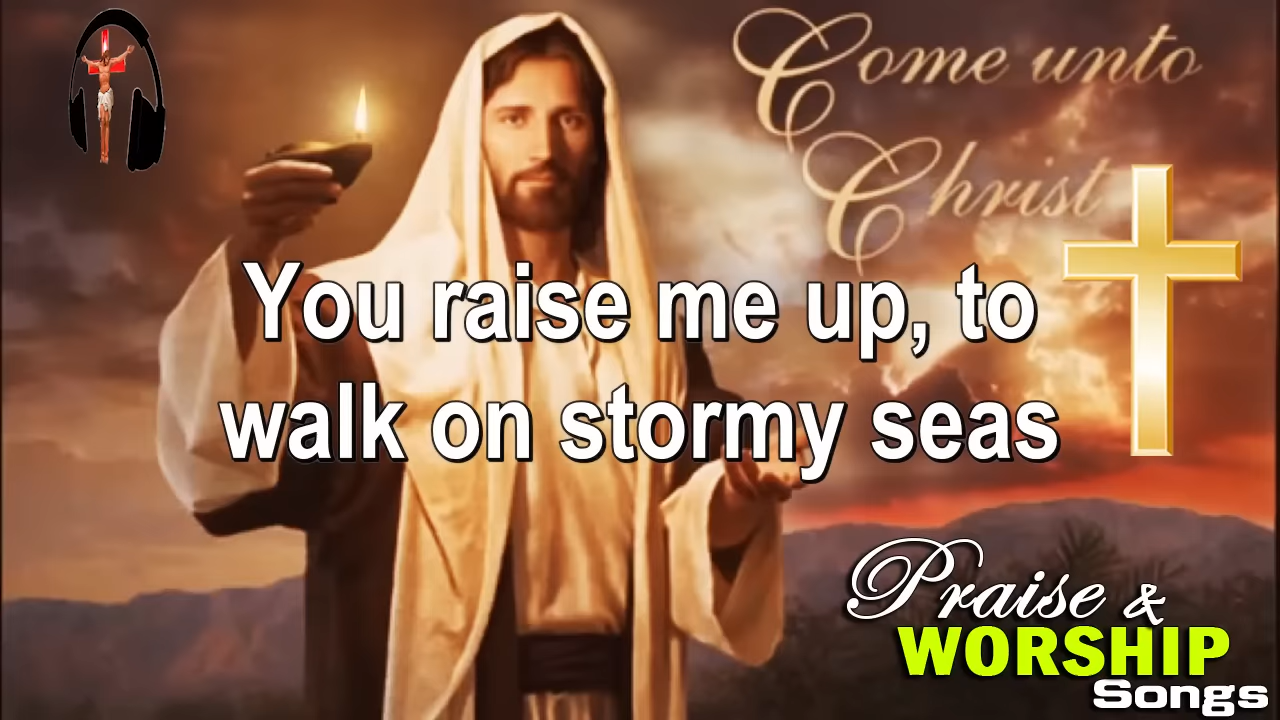 Come unto
Christ
You raise me up, to
walk on stormy seas
Praise &
WORSHIP
Songs